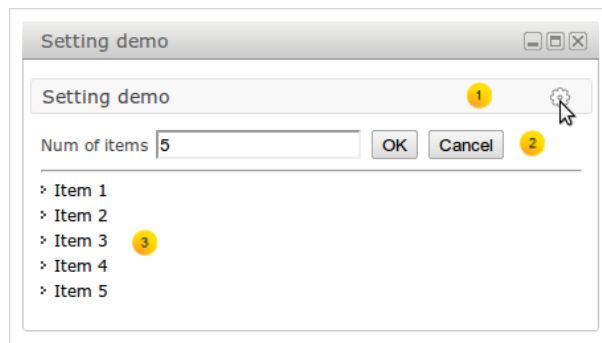 Setting demo
Setting demo 1
Num of items 5 OK Cancel 2
Item 1
Item 2
Item 3 3
Item 4
Item 5